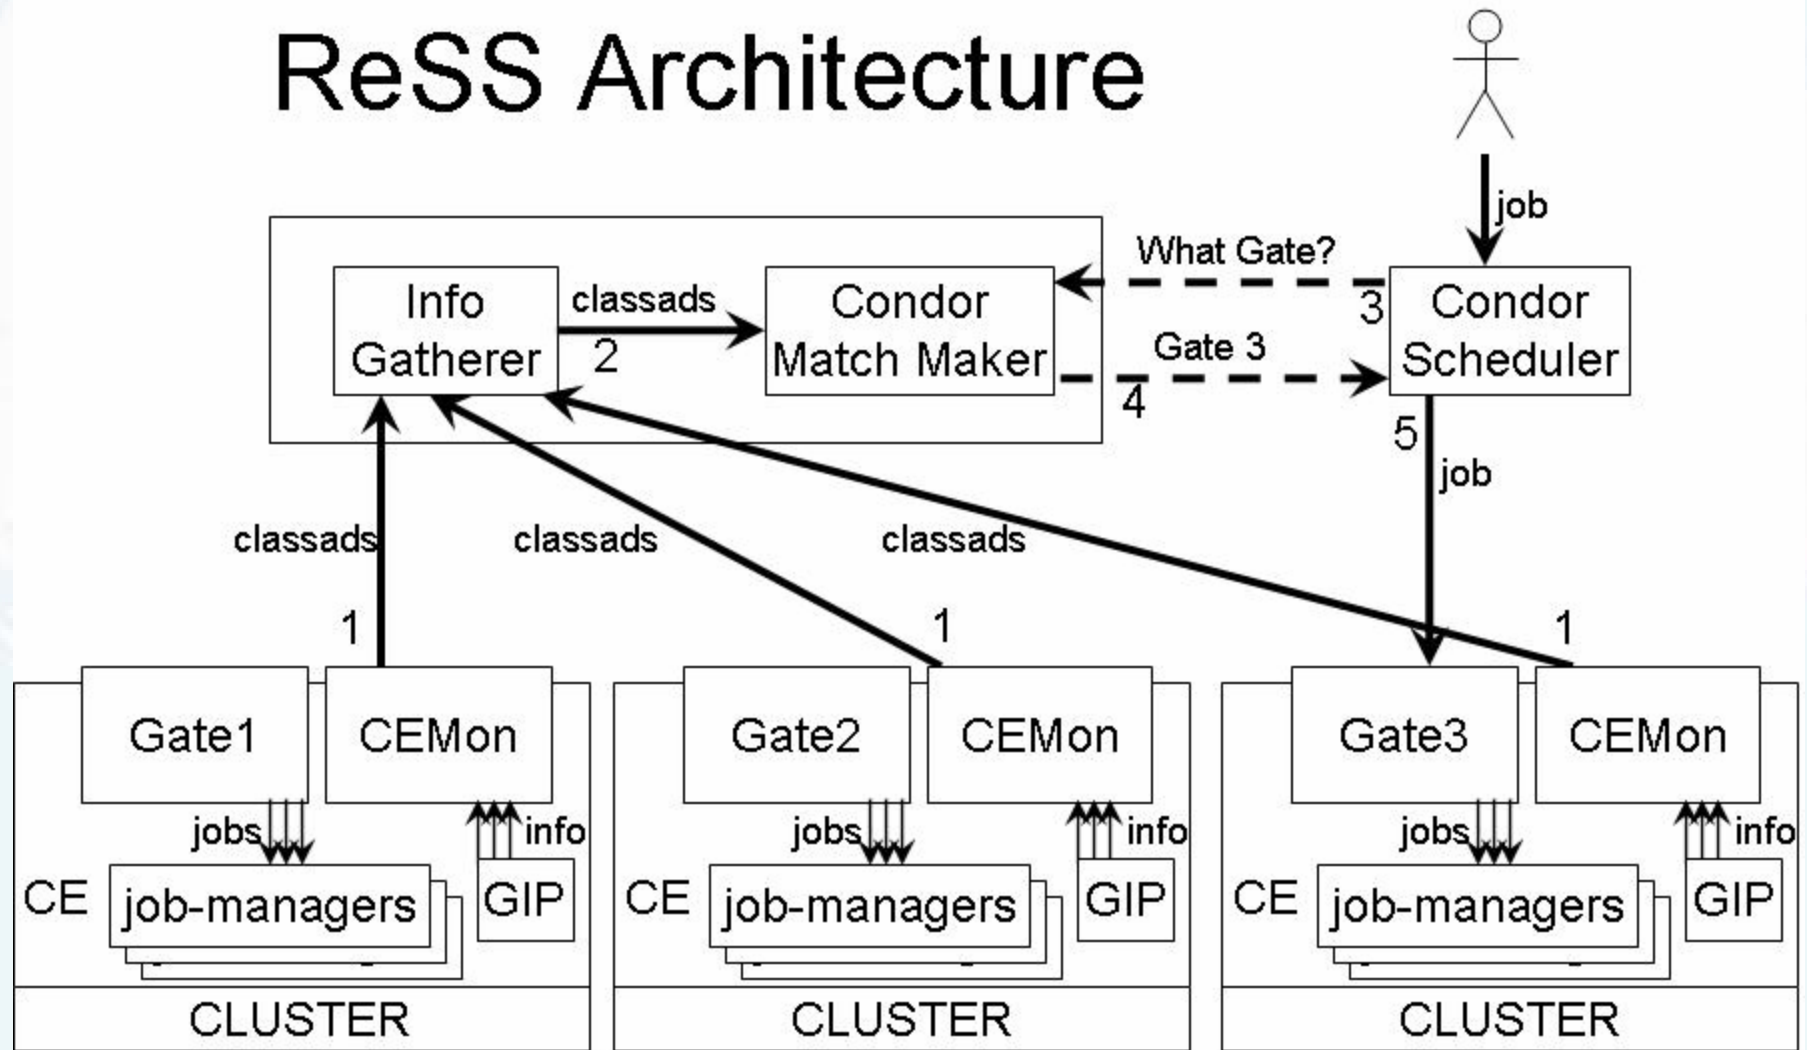 ReSS Architecture
job
What Gate?
Info
Gatherer
classads
2
Condor
Match Maker
3
Condor
Scheduler
Gate 3
4
5
job
classads
classads
classads
1
1
1
Gate1
CEMon
Gate2
CEMon
Gate3
CEMon
jobs
info
jobs
info
jobs
info
CE
job-managers
GIP
CE
job-managers
GIP
CE
job-managers
GIP
CLUSTER
CLUSTER
CLUSTER